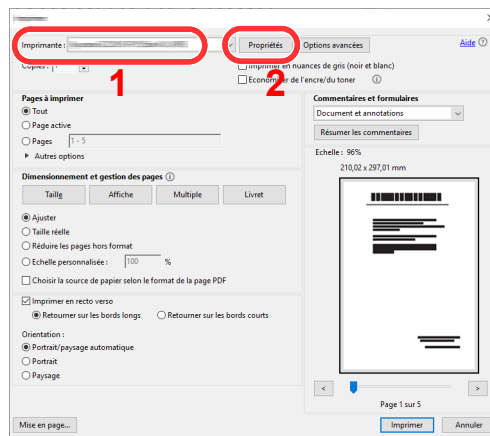 Imprimante :
Propriétés
Options avancées
Aide
Copies :
1
2
Imprimer en nuances de gris (noir et blanc)
Economiser de l'encre/du toner
Pages à imprimer
Tout
Page active
Pages 1 - 5
Autres options
Dimensionnement et gestion des pages
Taille
Affiche
Multiple
Livret
Ajuster
Taille réelle
Réduire les pages hors format
Echelle personnalisée : 100 %
Choisir la source de papier selon le format de la page PDF
Imprimer en recto verso
Retourner sur les bords longs
Retourner sur les bords courts
Orientation :
Portrait/paysage automatique
Portrait
Paysage
Commentaires et formulaires
Document et annotations
Résumer les commentaires
Echelle : 96%
210,02 x 297,01 mm
<
>
Page 1 sur 5
Mise en page...
Imprimer
Annuler